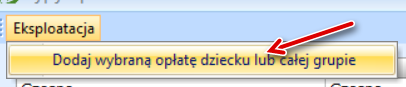 Eksploatacja
Dodaj wybraną opłatę dziecku lub całej grupie